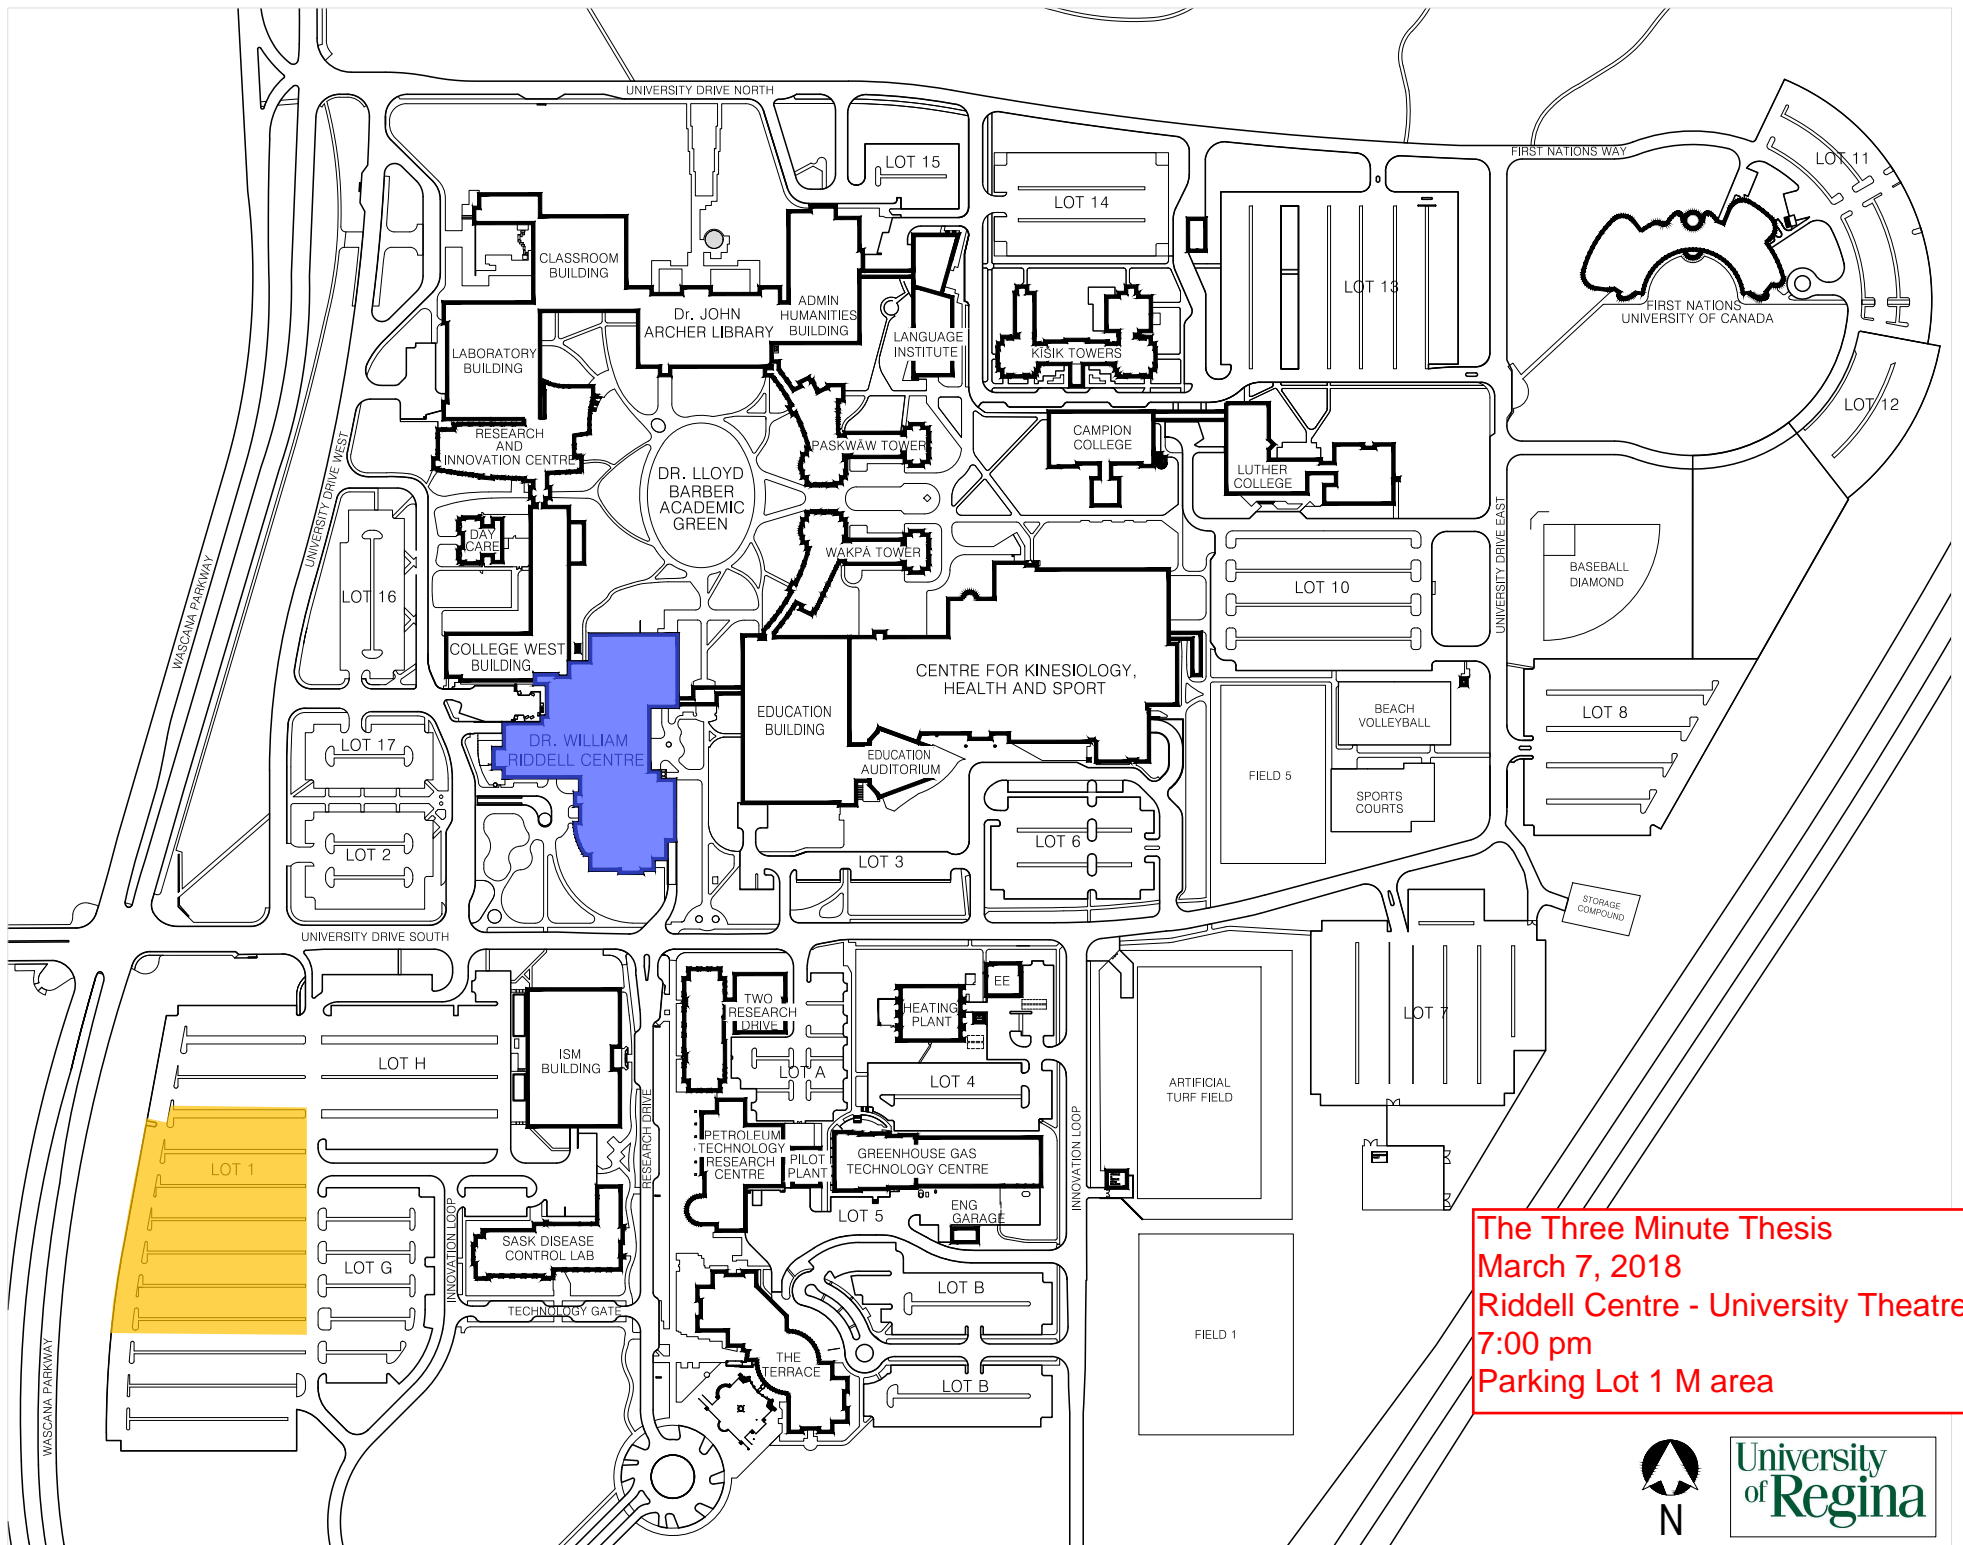 UNIVERSITY DRIVE NORTH
FIRST NATIONS WAY
LOT 11
LOT 15
LOT 14
CLASSROOM
BUILDING
Dr. JOHN
ARCHER LIBRARY
ADMIN
HUMANITIES
BUILDING
LANGUAGE
INSTITUTE
KĪSIK TOWERS
LOT 13
FIRST NATIONS
UNIVERSITY OF CANADA
LABORATORY
BUILDING
LOT 12
RESEARCH
AND
INNOVATION CENTRE
PASKWĀW TOWER
CAMPION
COLLEGE
LUTHER
COLLEGE
DR. LLOYD
BARBER
ACADEMIC
GREEN
UNIVERSITY DRIVE WEST
UNIVERSITY DRIVE EAST
WASCANA PARKWAY
DAY
CARE
WAKPÁ TOWER
LOT 16
LOT 10
BASEBALL
DIAMOND
COLLEGE WEST
BUILDING
CENTRE FOR KINESIOLOGY,
HEALTH AND SPORT
EDUCATION
BUILDING
BEACH
VOLLEYBALL
LOT 8
LOT 17
DR. WILLIAM
RIDDELL CENTRE
EDUCATION
AUDITORIUM
FIELD 5
SPORTS
COURTS
LOT 2
LOT 3
LOT 6
STORAGE
COMPOUND
UNIVERSITY DRIVE SOUTH
TWO
RESEARCH
DRIVE
EE
HEATING
PLANT
LOT 7
LOT H
ISM
BUILDING
LOT A
LOT 4
ARTIFICIAL
TURF FIELD
RESEARCH DRIVE
INNOVATION LOOP
LOT 1
PETROLEUM
TECHNOLOGY
RESEARCH
CENTRE
PILOT
PLANT
GREENHOUSE GAS
TECHNOLOGY CENTRE
LOT 5
ENG
GARAGE
INNOVATION LOOP
SASK DISEASE
CONTROL LAB
LOT G
TECHNOLOGY GATE
LOT B
FIELD 1
THE
TERRACE
LOT B
WASCANA PARKWAY
The Three Minute Thesis
March 7, 2018
Riddell Centre - University Theatre
7:00 pm
Parking Lot 1 M area
N
University
of Regina